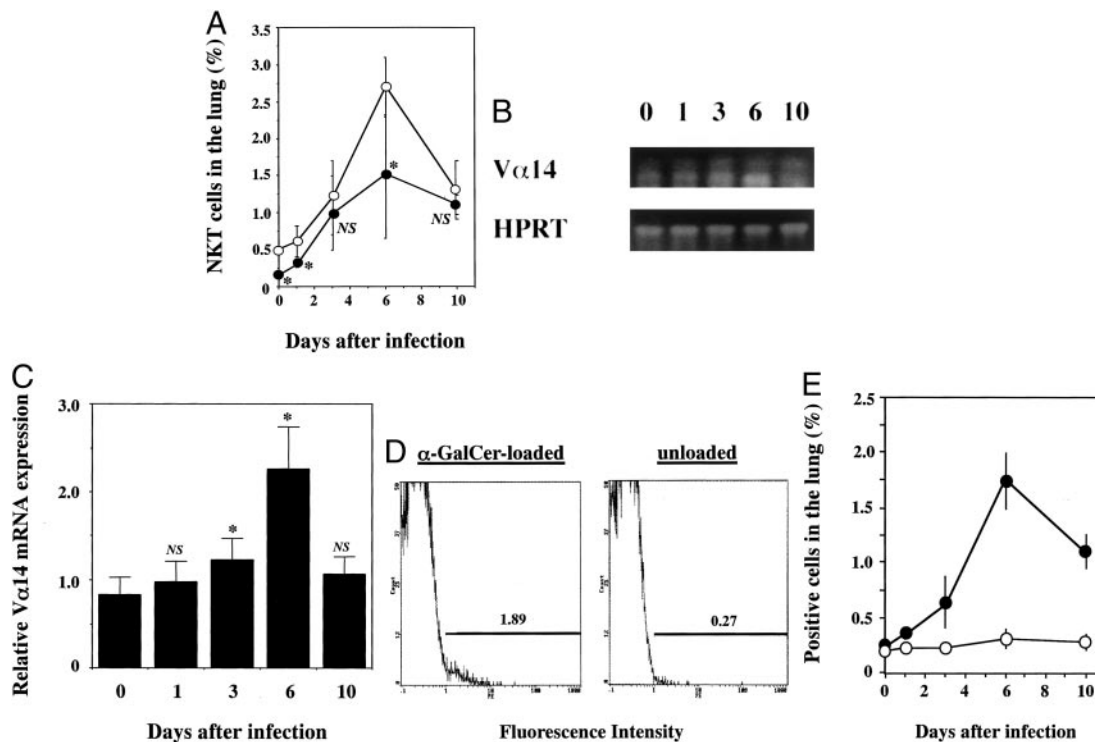 A
NKT cells in the lung (%)
3.5
3.0
2.5
2.0
1.5
1.0
0.5
0
*
*
NS
*
NS
0 2 4 6 8 10
Days after infection
B
0 1 3 6 10
Vα14
HPRT
C
Relative Vα14 mRNA expression
3.0
2.0
1.0
0
NS
*
*
NS
0 1 3 6 10
Days after infection
D
α-GalCer-loaded
unloaded
1.89
0.27
Fluorescence Intensity
E
Positive cells in the lung (%)
2.5
2.0
1.5
1.0
0.5
0
0 2 4 6 8 10
Days after infection